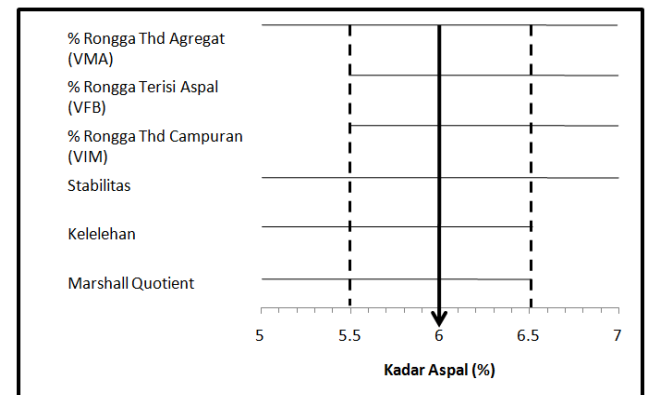 % Rongga Thd Agregat
(VMA)
% Rongga Terisi Aspal
(VFB)
% Rongga Thd Campuran
(VIM)
Stabilitas
Kelelehan
Marshall Quotient
5 5.5 6 6.5 7
Kadar Aspal (%)